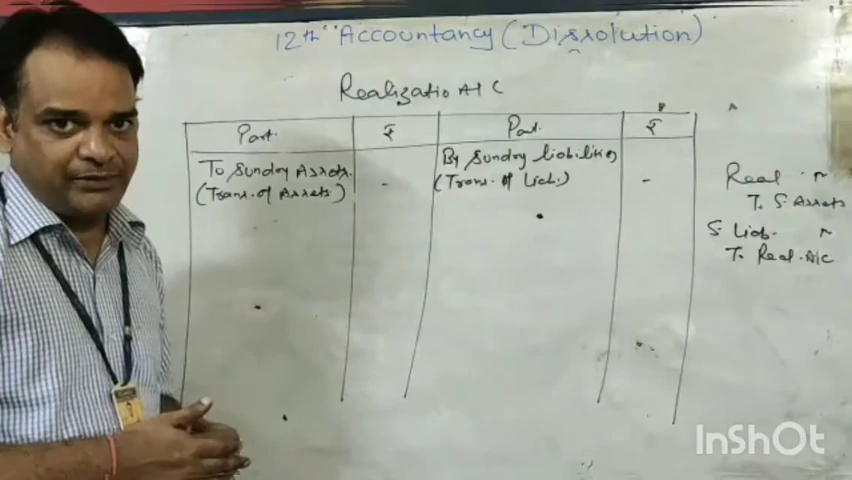 12th Accountancy (Dissolution)
Realizatio A/C
Part. ₹ Part. ₹
To Sundry Assets. By Sundry liabilities
(Trans. of Assets) - (Trans. of Liab.) -
Real
To S. Assets
S. Liab.
To Real. A/C
InShOt